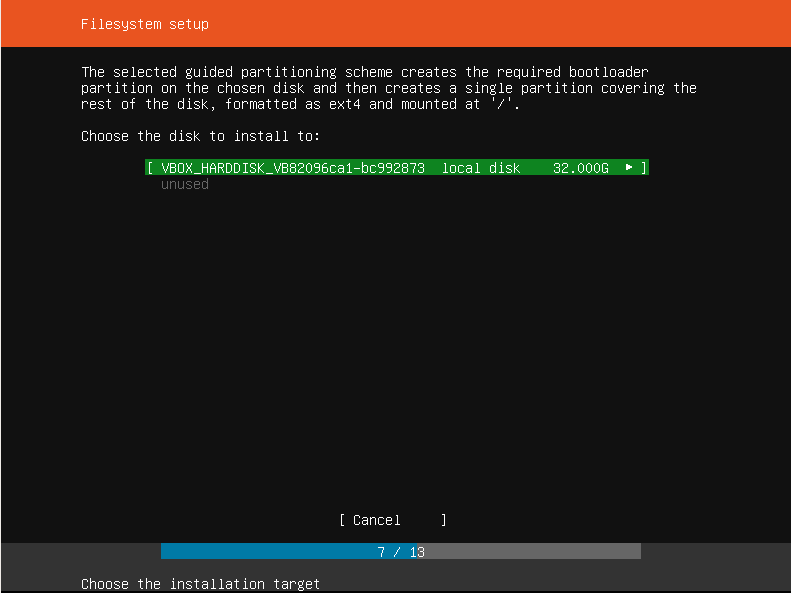 Filesystem setup
The selected guided partitioning scheme creates the required bootloader
partition on the chosen disk and then creates a single partition covering the
rest of the disk, formatted as ext4 and mounted at '/'.
Choose the disk to install to:
[ VBOX_HARDDISK_VB82096ca1-bc992873  local disk    32.000G  ▸ ]
unused
[ Cancel     ]
7 / 13
Choose the installation target